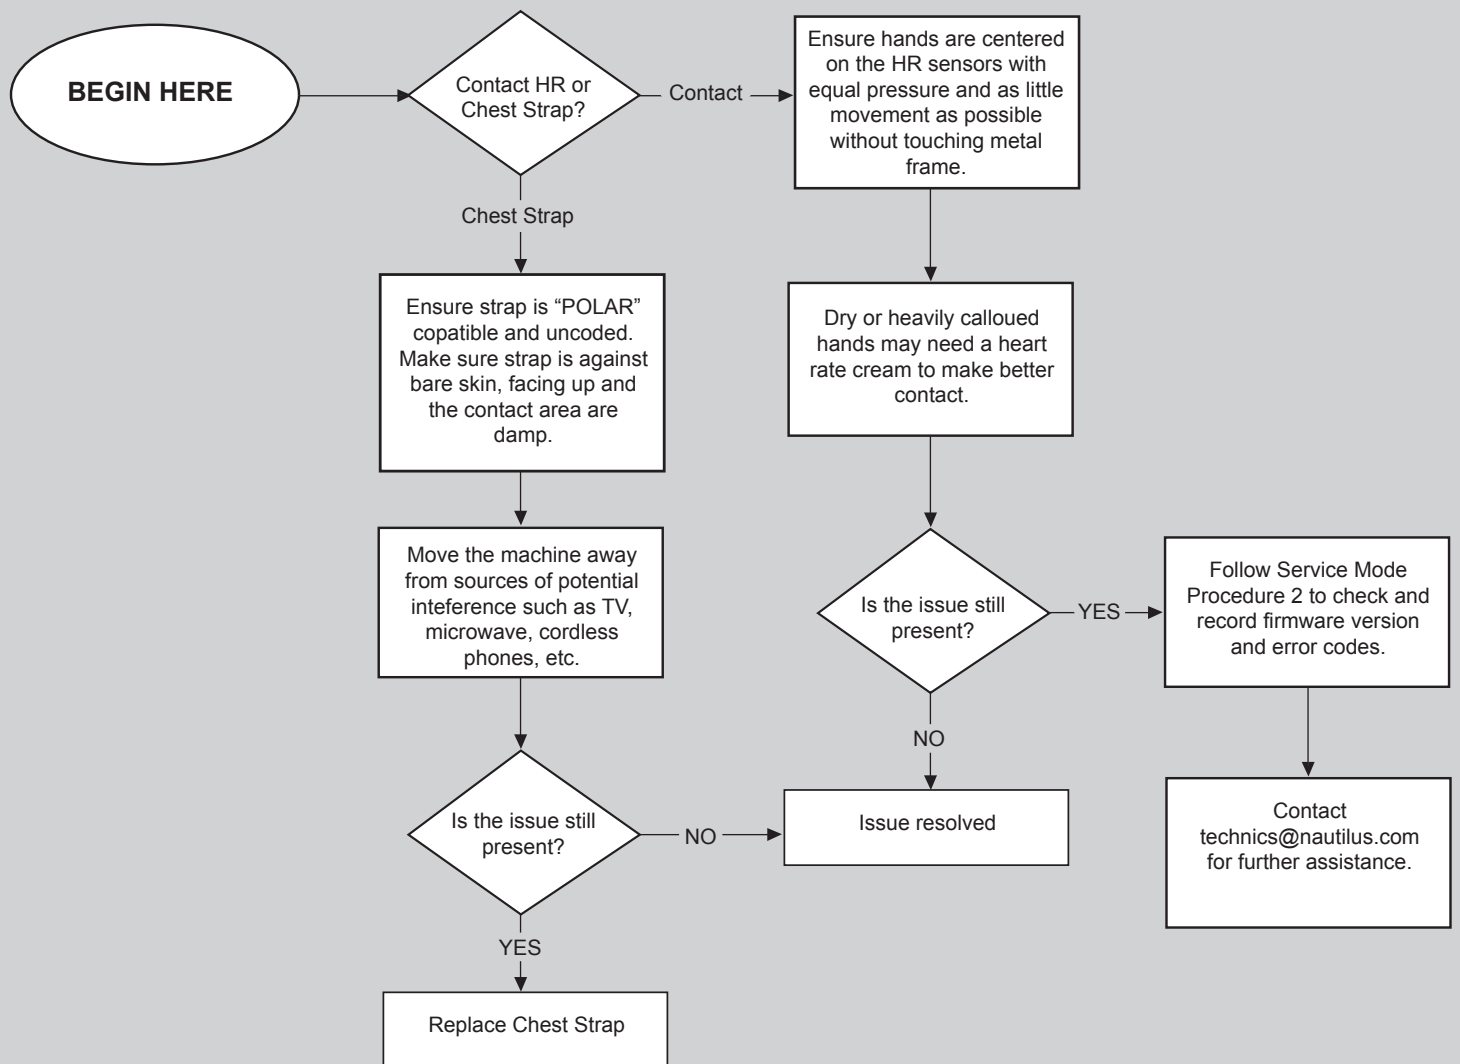 BEGIN HERE
Contact HR or
Chest Strap?
Contact
Ensure hands are centered
on the HR sensors with
equal pressure and as little
movement as possible
without touching metal
frame.
Chest Strap
Ensure strap is “POLAR”
copatible and uncoded.
Make sure strap is against
bare skin, facing up and
the contact area are
damp.
Dry or heavily calloued
hands may need a heart
rate cream to make better
contact.
Move the machine away
from sources of potential
inteference such as TV,
microwave, cordless
phones, etc.
Is the issue still
present?
YES
Follow Service Mode
Procedure 2 to check and
record firmware version
and error codes.
NO
Is the issue still
present?
NO
Issue resolved
Contact
technics@nautilus.com
for further assistance.
YES
Replace Chest Strap